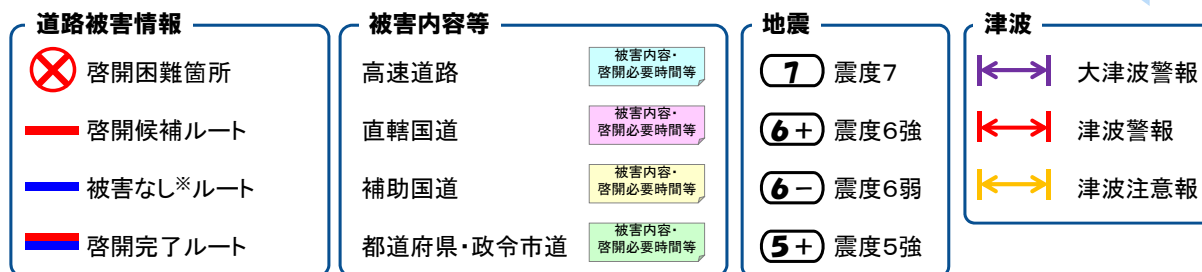 道路被害情報
啓開困難箇所
啓開候補ルート
被害なし※ルート
啓開完了ルート
被害内容等
高速道路
被害内容・
啓開必要時間等
直轄国道
被害内容・
啓開必要時間等
補助国道
被害内容・
啓開必要時間等
都道府県・政令市道
被害内容・
啓開必要時間等
地震
7 震度7
6+ 震度6強
6- 震度6弱
5+ 震度5強
津波
大津波警報
津波警報
津波注意報